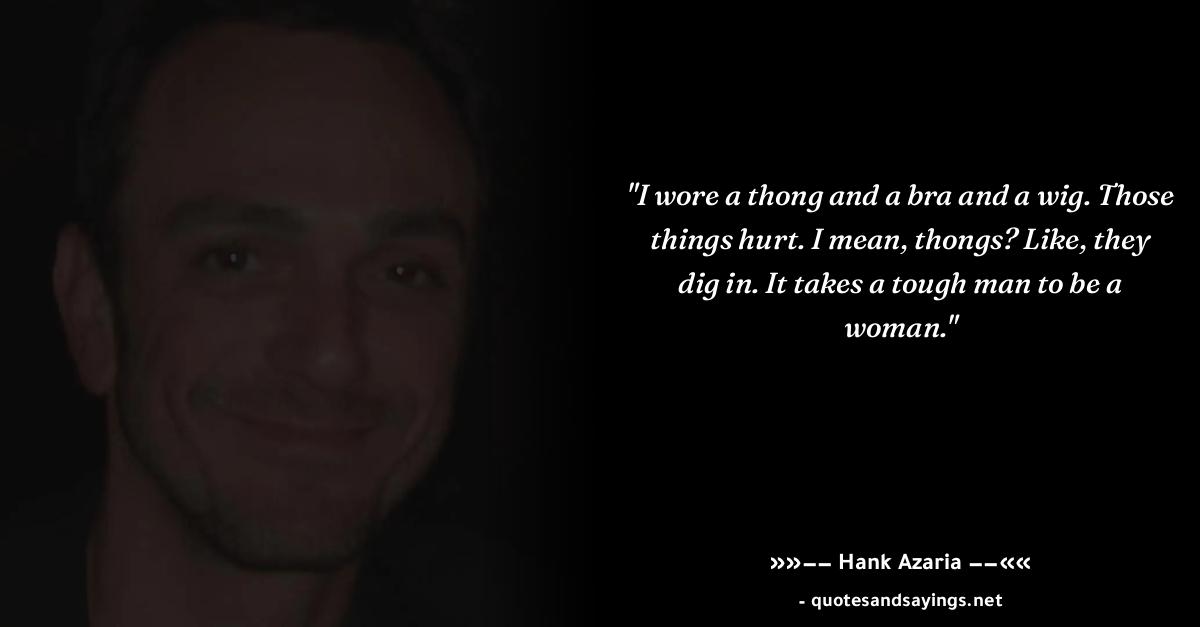 "I wore a thong and a bra and a wig. Those
things hurt. I mean, thongs? Like, they
dig in. It takes a tough man to be a
woman."
»»−− Hank Azaria −−««
- quotesandsayings.net